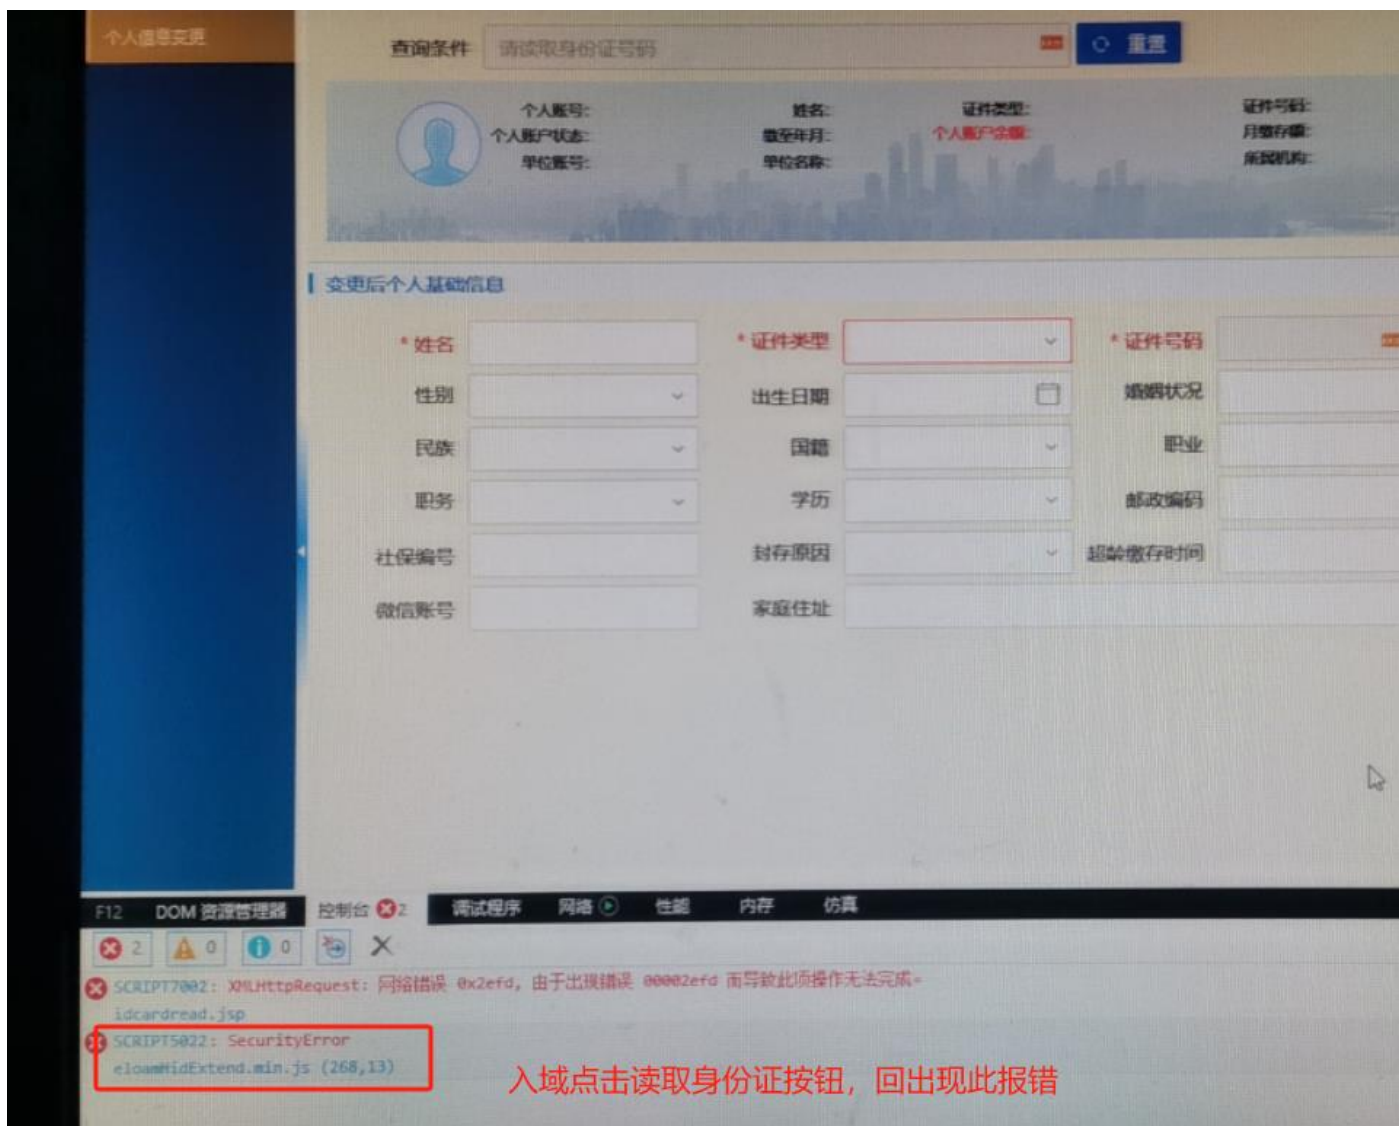 个人信息变更
查询条件 请读取身份证号码 重置
个人账号: 姓名: 证件类型: 证件号码:
个人账户状态: 缴至年月: 个人账户余额: 月缴存额:
单位账号: 单位名称: 所属机构:
变更后个人基础信息
*姓名 *证件类型 *证件号码
性别 出生日期 婚姻状况
民族 国籍 职业
职务 学历 邮政编码
社保编号 封存原因 超龄缴存时间
微信账号 家庭住址
F12 DOM 资源管理器 控制台 2 调试程序 网络 性能 内存 仿真
2 0 0
SCRIPT7002: XMLHttpRequest: 网络错误 0x2efd, 由于出现错误 00002efd 而导致此项操作无法完成。
idcardread.jsp
SCRIPT5022: SecurityError
eloamHidExtend.min.js (268,13)
入域点击读取身份证按钮，回出现此报错